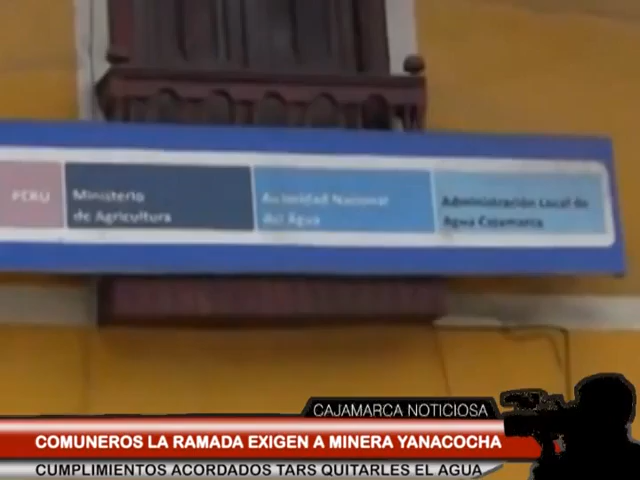 PERU
Ministerio
de Agricultura
Autoridad Nacional
del Agua
Administración Local de
Agua Cajamarca
CAJAMARCA NOTICIOSA
COMUNEROS LA RAMADA EXIGEN A MINERA YANACOCHA
CUMPLIMIENTOS ACORDADOS TARS QUITARLES EL AGUA